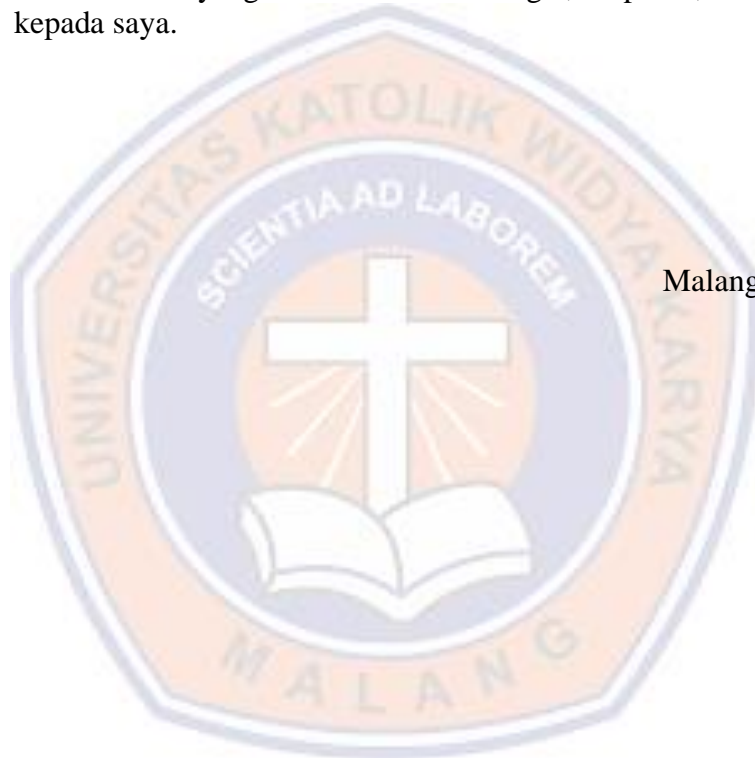 kepada saya.
UNIVERSITAS KATOLIK WIDYA KARYA
SCIENTIA AD LABOREM
Malang
MALANG